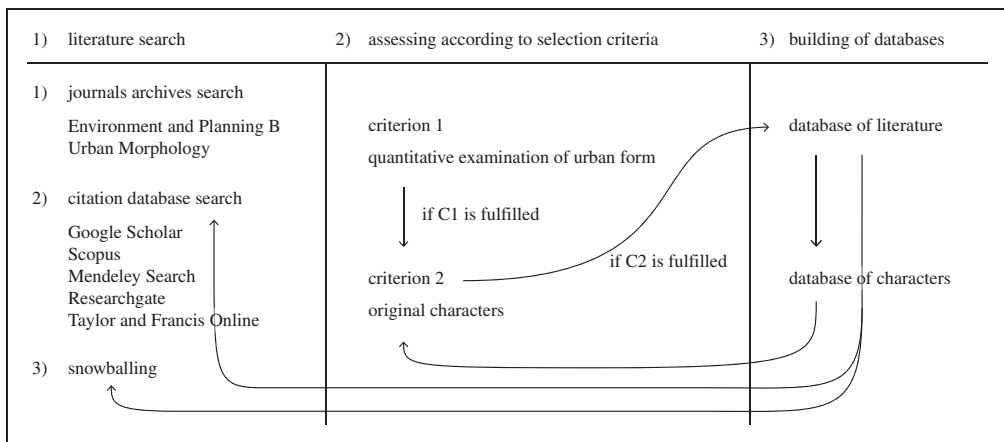 1) literature search
2) assessing according to selection criteria
3) building of databases
1) journals archives search
Environment and Planning B
Urban Morphology
2) citation database search
Google Scholar
Scopus
Mendeley Search
Researchgate
Taylor and Francis Online
3) snowballing
criterion 1
quantitative examination of urban form
if C1 is fulfilled
criterion 2
original characters
if C2 is fulfilled
database of literature
database of characters